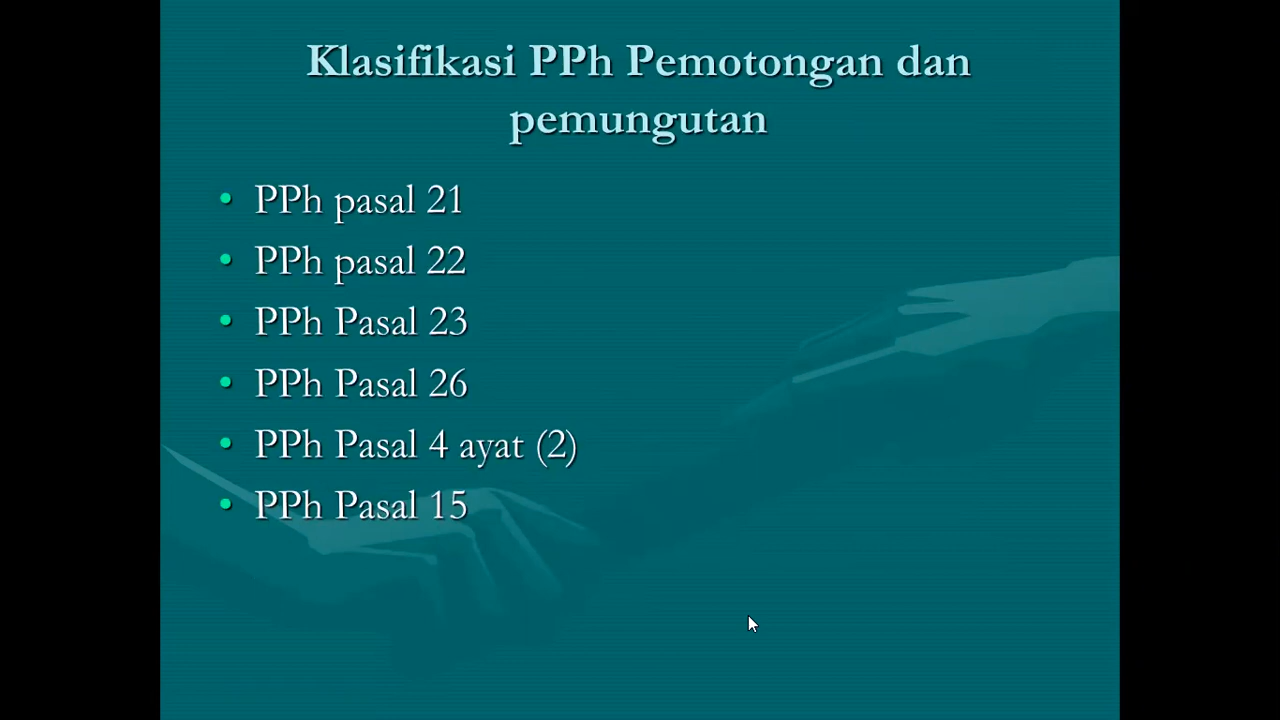 Klasifikasi PPh Pemotongan dan
pemungutan
• PPh pasal 21
• PPh pasal 22
• PPh Pasal 23
• PPh Pasal 26
• PPh Pasal 4 ayat (2)
• PPh Pasal 15